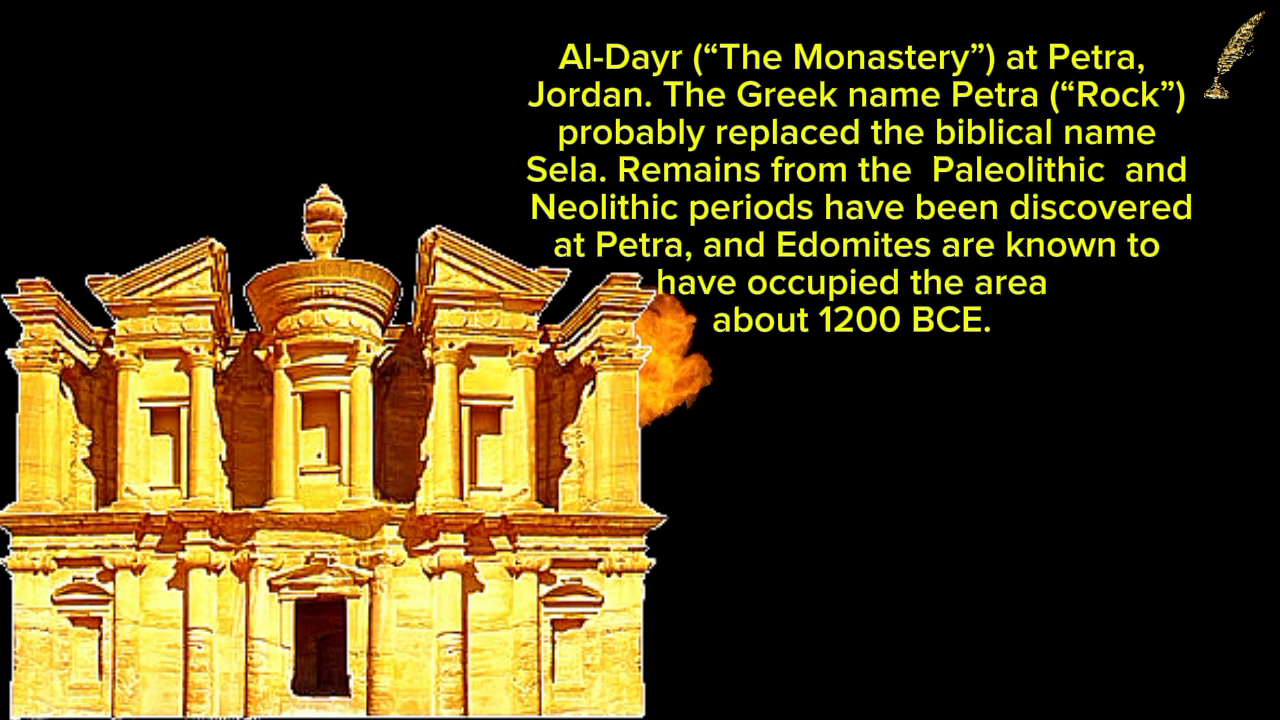 Al-Dayr (“The Monastery”) at Petra,
Jordan. The Greek name Petra (“Rock”)
probably replaced the biblical name
Sela. Remains from the  Paleolithic  and
Neolithic periods have been discovered
at Petra, and Edomites are known to
have occupied the area
about 1200 BCE.